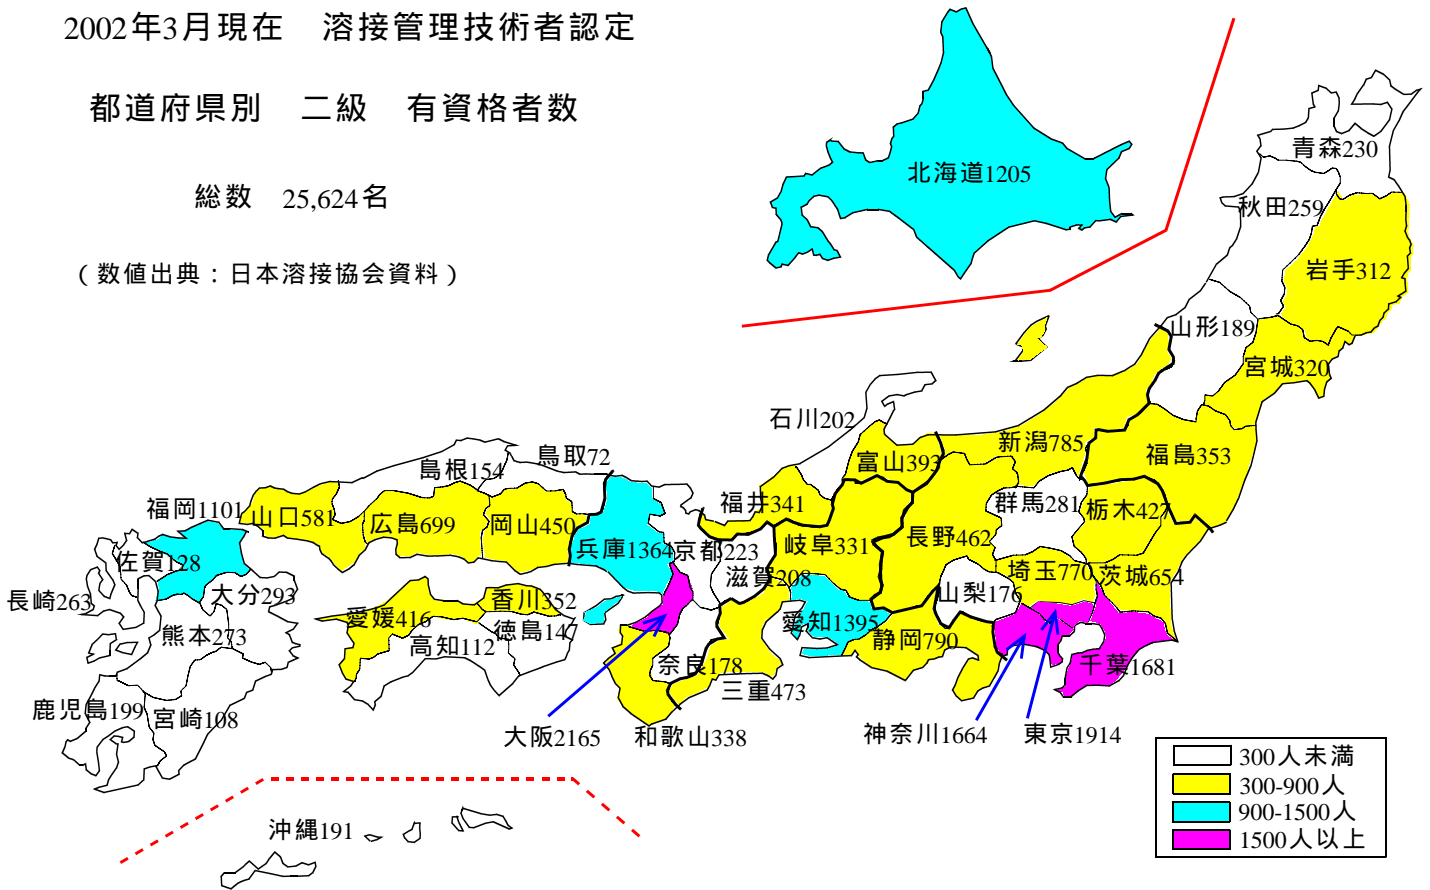 2002年3月現在　溶接管理技術者認定
都道府県別　二級　有資格者数
総数　25,624名
（数値出典：日本溶接協会資料）
北海道1205
青森230
秋田259
岩手312
山形189
宮城320
石川202
新潟785
福島353
富山393
鳥取72
島根154
福井341
群馬281
栃木427
福岡1101
山口581
広島699
岡山450
兵庫1364
京都223
岐阜331
長野462
佐賀128
滋賀208
埼玉770
茨城654
大分293
長崎263
山梨176
香川352
愛媛416
愛知1395
徳島147
熊本273
高知112
静岡790
奈良178
千葉1681
三重473
鹿児島199
宮崎108
大阪2165
和歌山338
神奈川1664
東京1914
沖縄191
300人未満
300-900人
900-1500人
1500人以上